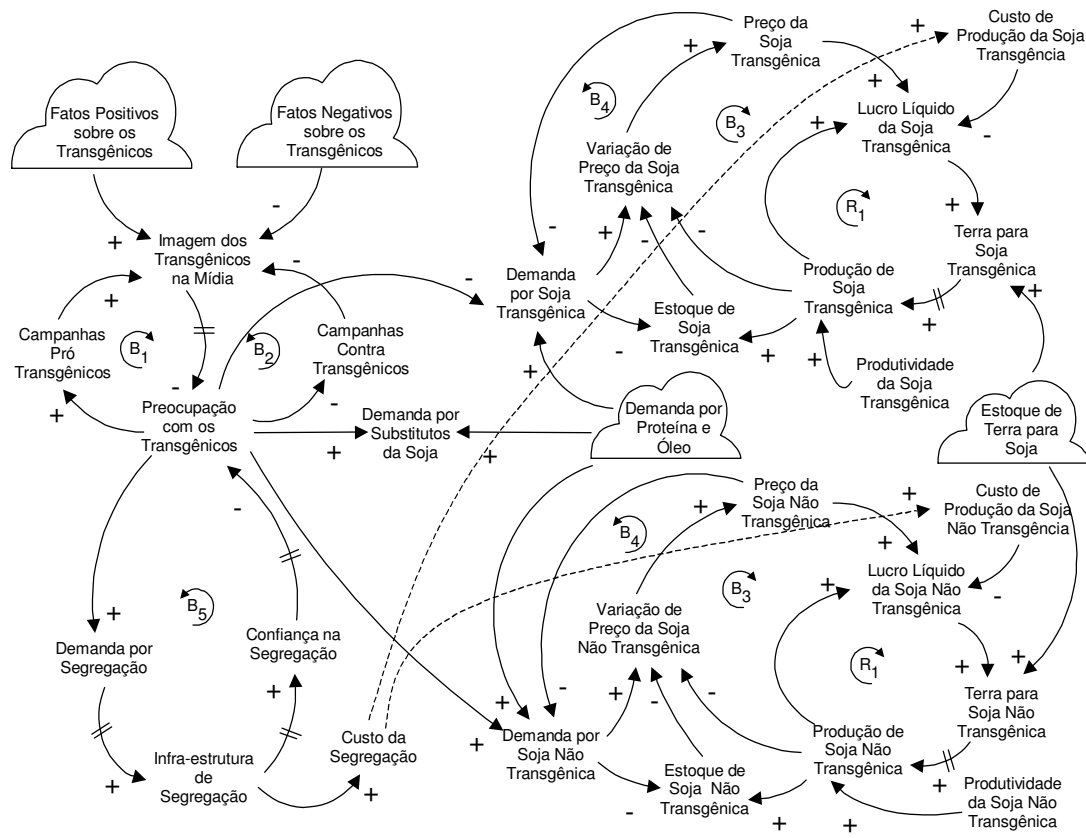 Fatos Positivos
sobre os
Transgênicos
Fatos Negativos
sobre os
Transgênicos
-
+
Imagem dos
Transgênicos
na Mídia
-
+
Campanhas
Pró
Transgênicos
B1
B2
Campanhas
Contra
Transgênicos
-
+
-
Preocupação
com os
Transgênicos
Demanda por
Substitutos
da Soja
+
+
-
+
B5
Demanda por
Segregação
Confiança na
Segregação
+
+
Infra-estrutura
de
Segregação
Custo da
Segregação
+
Preço da
Soja
Transgênica
+
+
Custo de
Produção da Soja
Transgência
B4
B3
+
+
Lucro Líquido
da Soja
Transgênica
-
Variação de
Preço da Soja
Transgênica
R1
+
-
-
+
-
-
Demanda
por Soja
Transgênica
Estoque de
Soja
Transgênica
-
+
Produção de
Soja
Transgênica
Terra para
Soja
Transgênica
+
+
+
+
Produtividade
da Soja
Transgênica
Demanda por
Proteína e
Óleo
Estoque de
Terra para
Soja
Preço da
Soja Não
Transgênica
+
+
+
Custo de
Produção da Soja
Não Transgência
B4
B3
+
Lucro Líquido
da Soja Não
Transgênica
-
Variação de
Preço da Soja
Não Transgênica
R1
+
+
-
+
-
-
+
+
Demanda por
Soja Não
Transgênica
Estoque de
Soja Não
Transgênica
-
+
Produção de
Soja Não
Transgênica
Terra para
Soja Não
Transgênica
+
+
Produtividade
da Soja Não
Transgênica